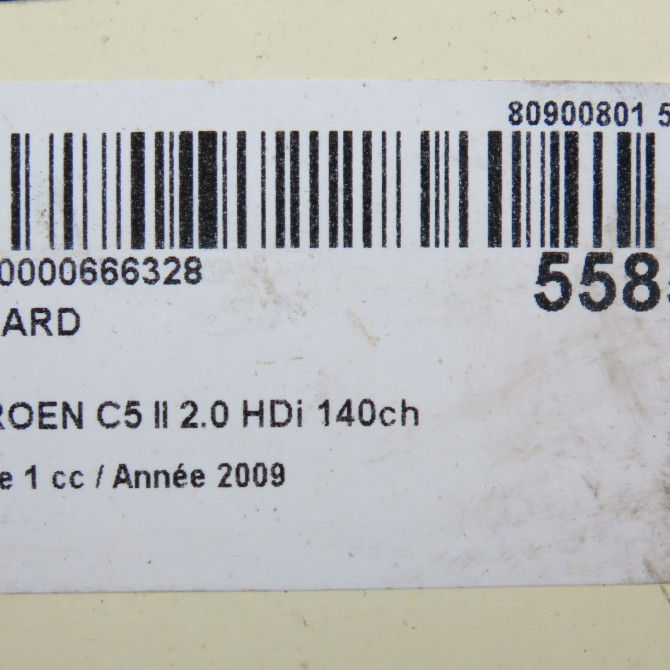 80900801 5
0000666328
558
ARD
ROEN C5 II 2.0 HDi 140ch
e 1 cc / Année 2009